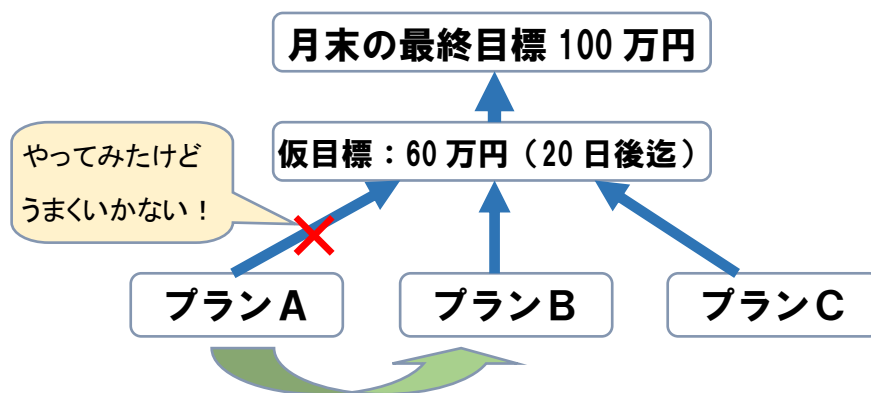 月末の最終目標 100 万円
仮目標：60 万円（20 日後迄）
やってみたけど
うまくいかない！
プランA
プランB
プランC